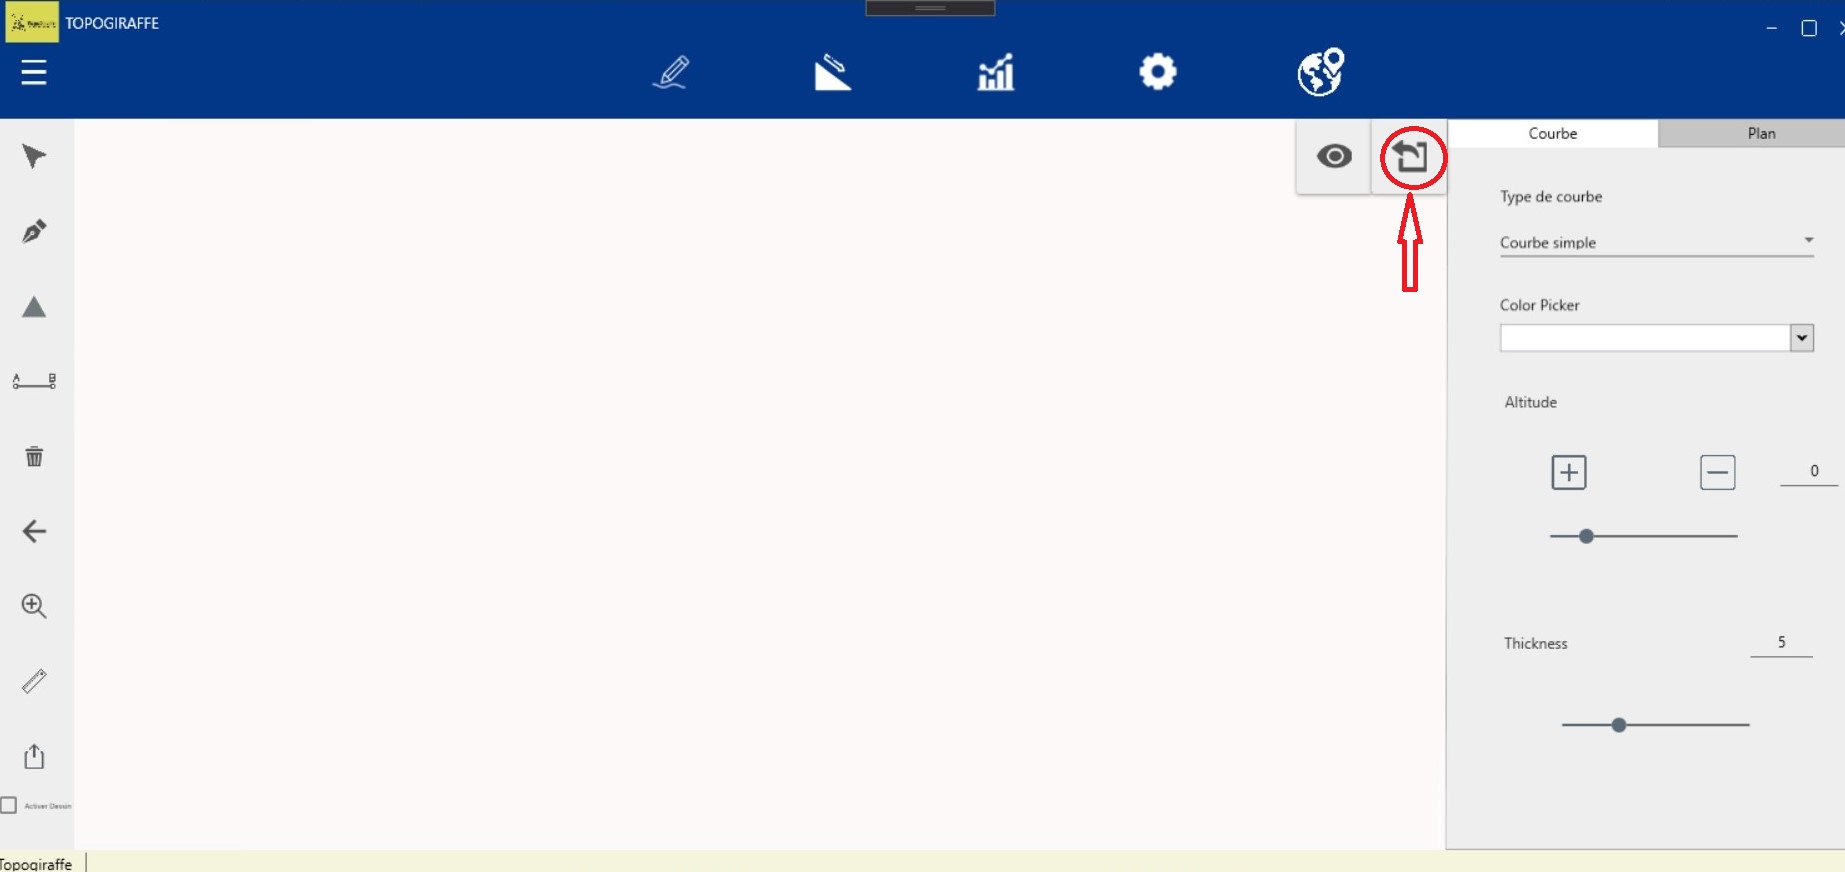 TOPOGIRAFFE
Courbe
Plan
Type de courbe
Courbe simple
Color Picker
A B
Altitude
0
Thickness
5
Activer Dessin
Topogiraffe